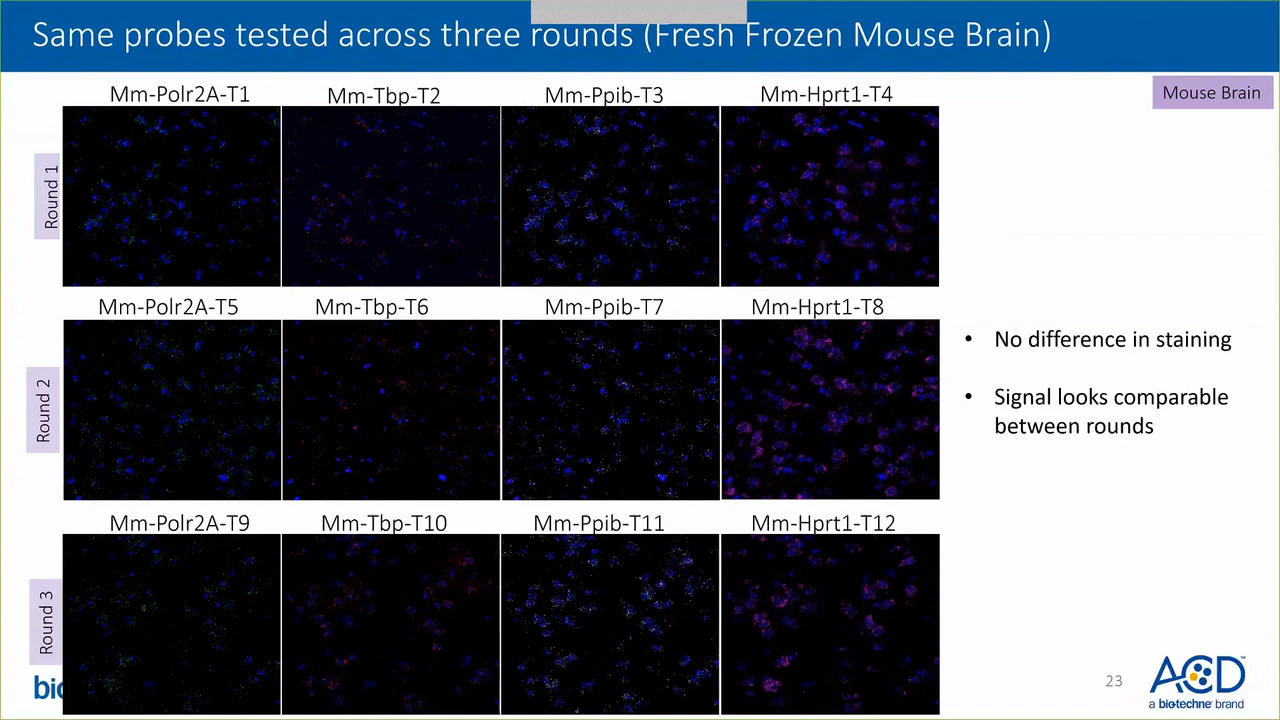 Same probes tested across three rounds (Fresh Frozen Mouse Brain)
Mouse Brain
Mm-Polr2A-T1
Mm-Tbp-T2
Mm-Ppib-T3
Mm-Hprt1-T4
Round 1
Mm-Polr2A-T5
Mm-Tbp-T6
Mm-Ppib-T7
Mm-Hprt1-T8
Round 2
• No difference in staining
• Signal looks comparable
between rounds
Mm-Polr2A-T9
Mm-Tbp-T10
Mm-Ppib-T11
Mm-Hprt1-T12
Round 3
23
ACD™
a bio-techne® brand